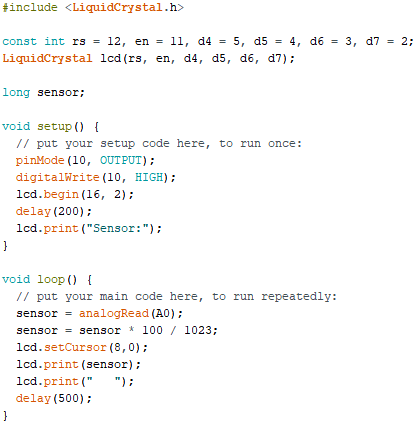 #include <LiquidCrystal.h>

const int rs = 12, en = 11, d4 = 5, d5 = 4, d6 = 3, d7 = 2;
LiquidCrystal lcd(rs, en, d4, d5, d6, d7);

long sensor;

void setup() {
  // put your setup code here, to run once:
  pinMode(10, OUTPUT);
  digitalWrite(10, HIGH);
  lcd.begin(16, 2);
  delay(200);
  lcd.print("Sensor:");
}

void loop() {
  // put your main code here, to run repeatedly:
  sensor = analogRead(A0);
  sensor = sensor * 100 / 1023;
  lcd.setCursor(8,0);
  lcd.print(sensor);
  lcd.print("   ");
  delay(500);
}